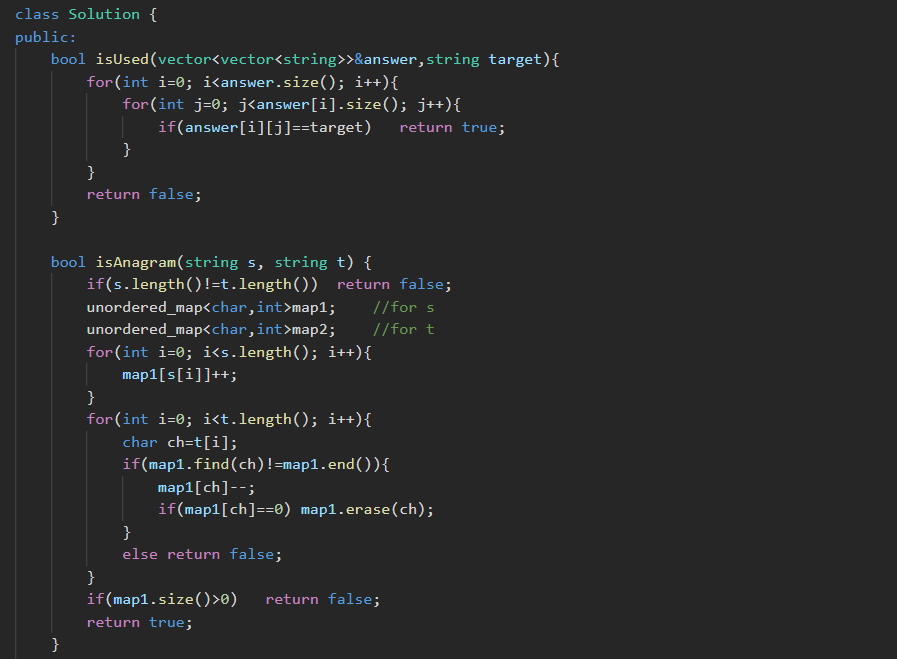 class Solution {
public:
    bool isUsed(vector<vector<string>>&answer,string target){
        for(int i=0; i<answer.size(); i++){
            for(int j=0; j<answer[i].size(); j++){
                if(answer[i][j]==target)   return true;
            }
        }
        return false;
    }

    bool isAnagram(string s, string t) {
        if(s.length()!=t.length())  return false;
        unordered_map<char,int>map1;    //for s
        unordered_map<char,int>map2;    //for t
        for(int i=0; i<s.length(); i++){
            map1[s[i]]++;
        }
        for(int i=0; i<t.length(); i++){
            char ch=t[i];
            if(map1.find(ch)!=map1.end()){
                map1[ch]--;
                if(map1[ch]==0) map1.erase(ch);
            }
            else return false;
        }
        if(map1.size()>0)   return false;
        return true;
    }